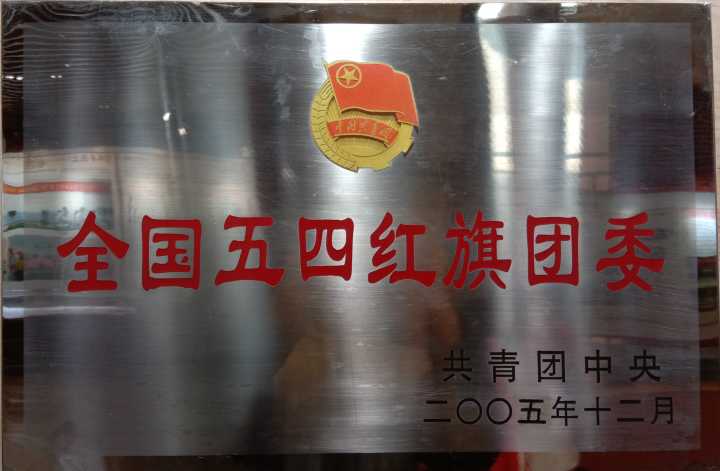 全国五四红旗团委
共青团中央
二〇〇五年十二月